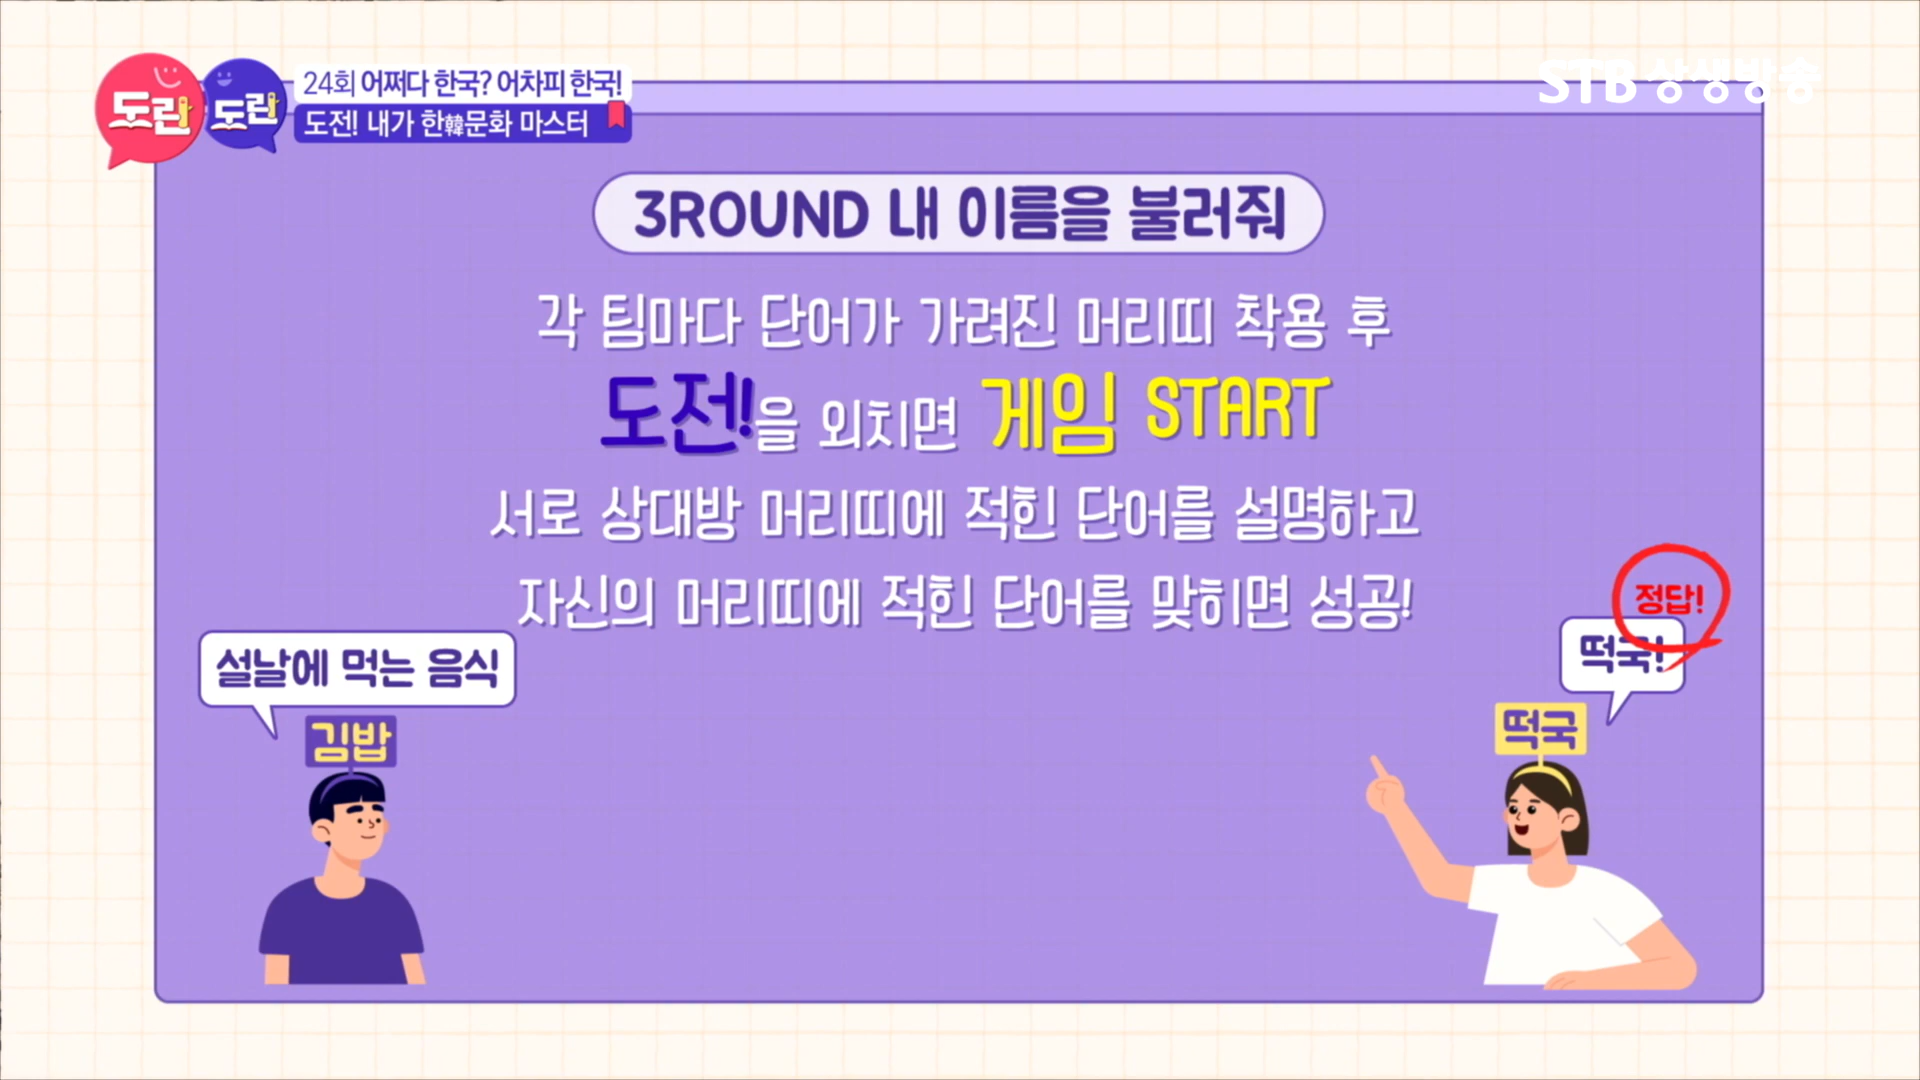 도란 도란
24회 어쩌다 한국? 어차피 한국!
도전! 내가 한韓문화 마스터
STB 상생방송
3ROUND 내 이름을 불러줘
각 팀마다 단어가 가려진 머리띠 착용 후
도전!을 외치면 게임 START
서로 상대방 머리띠에 적힌 단어를 설명하고
자신의 머리띠에 적힌 단어를 맞히면 성공!
설날에 먹는 음식
김밥
정답!
떡국!
떡국